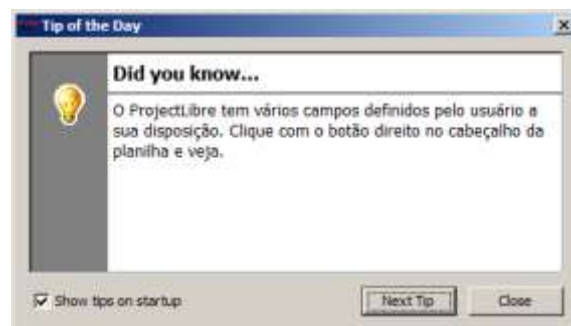 Tip of the Day
Did you know...
O ProjectLibre tem vários campos definidos pelo usuário a
sua disposição. Clique com o botão direito no cabeçalho da
planilha e veja.
Show tips on startup
Next Tip
Close